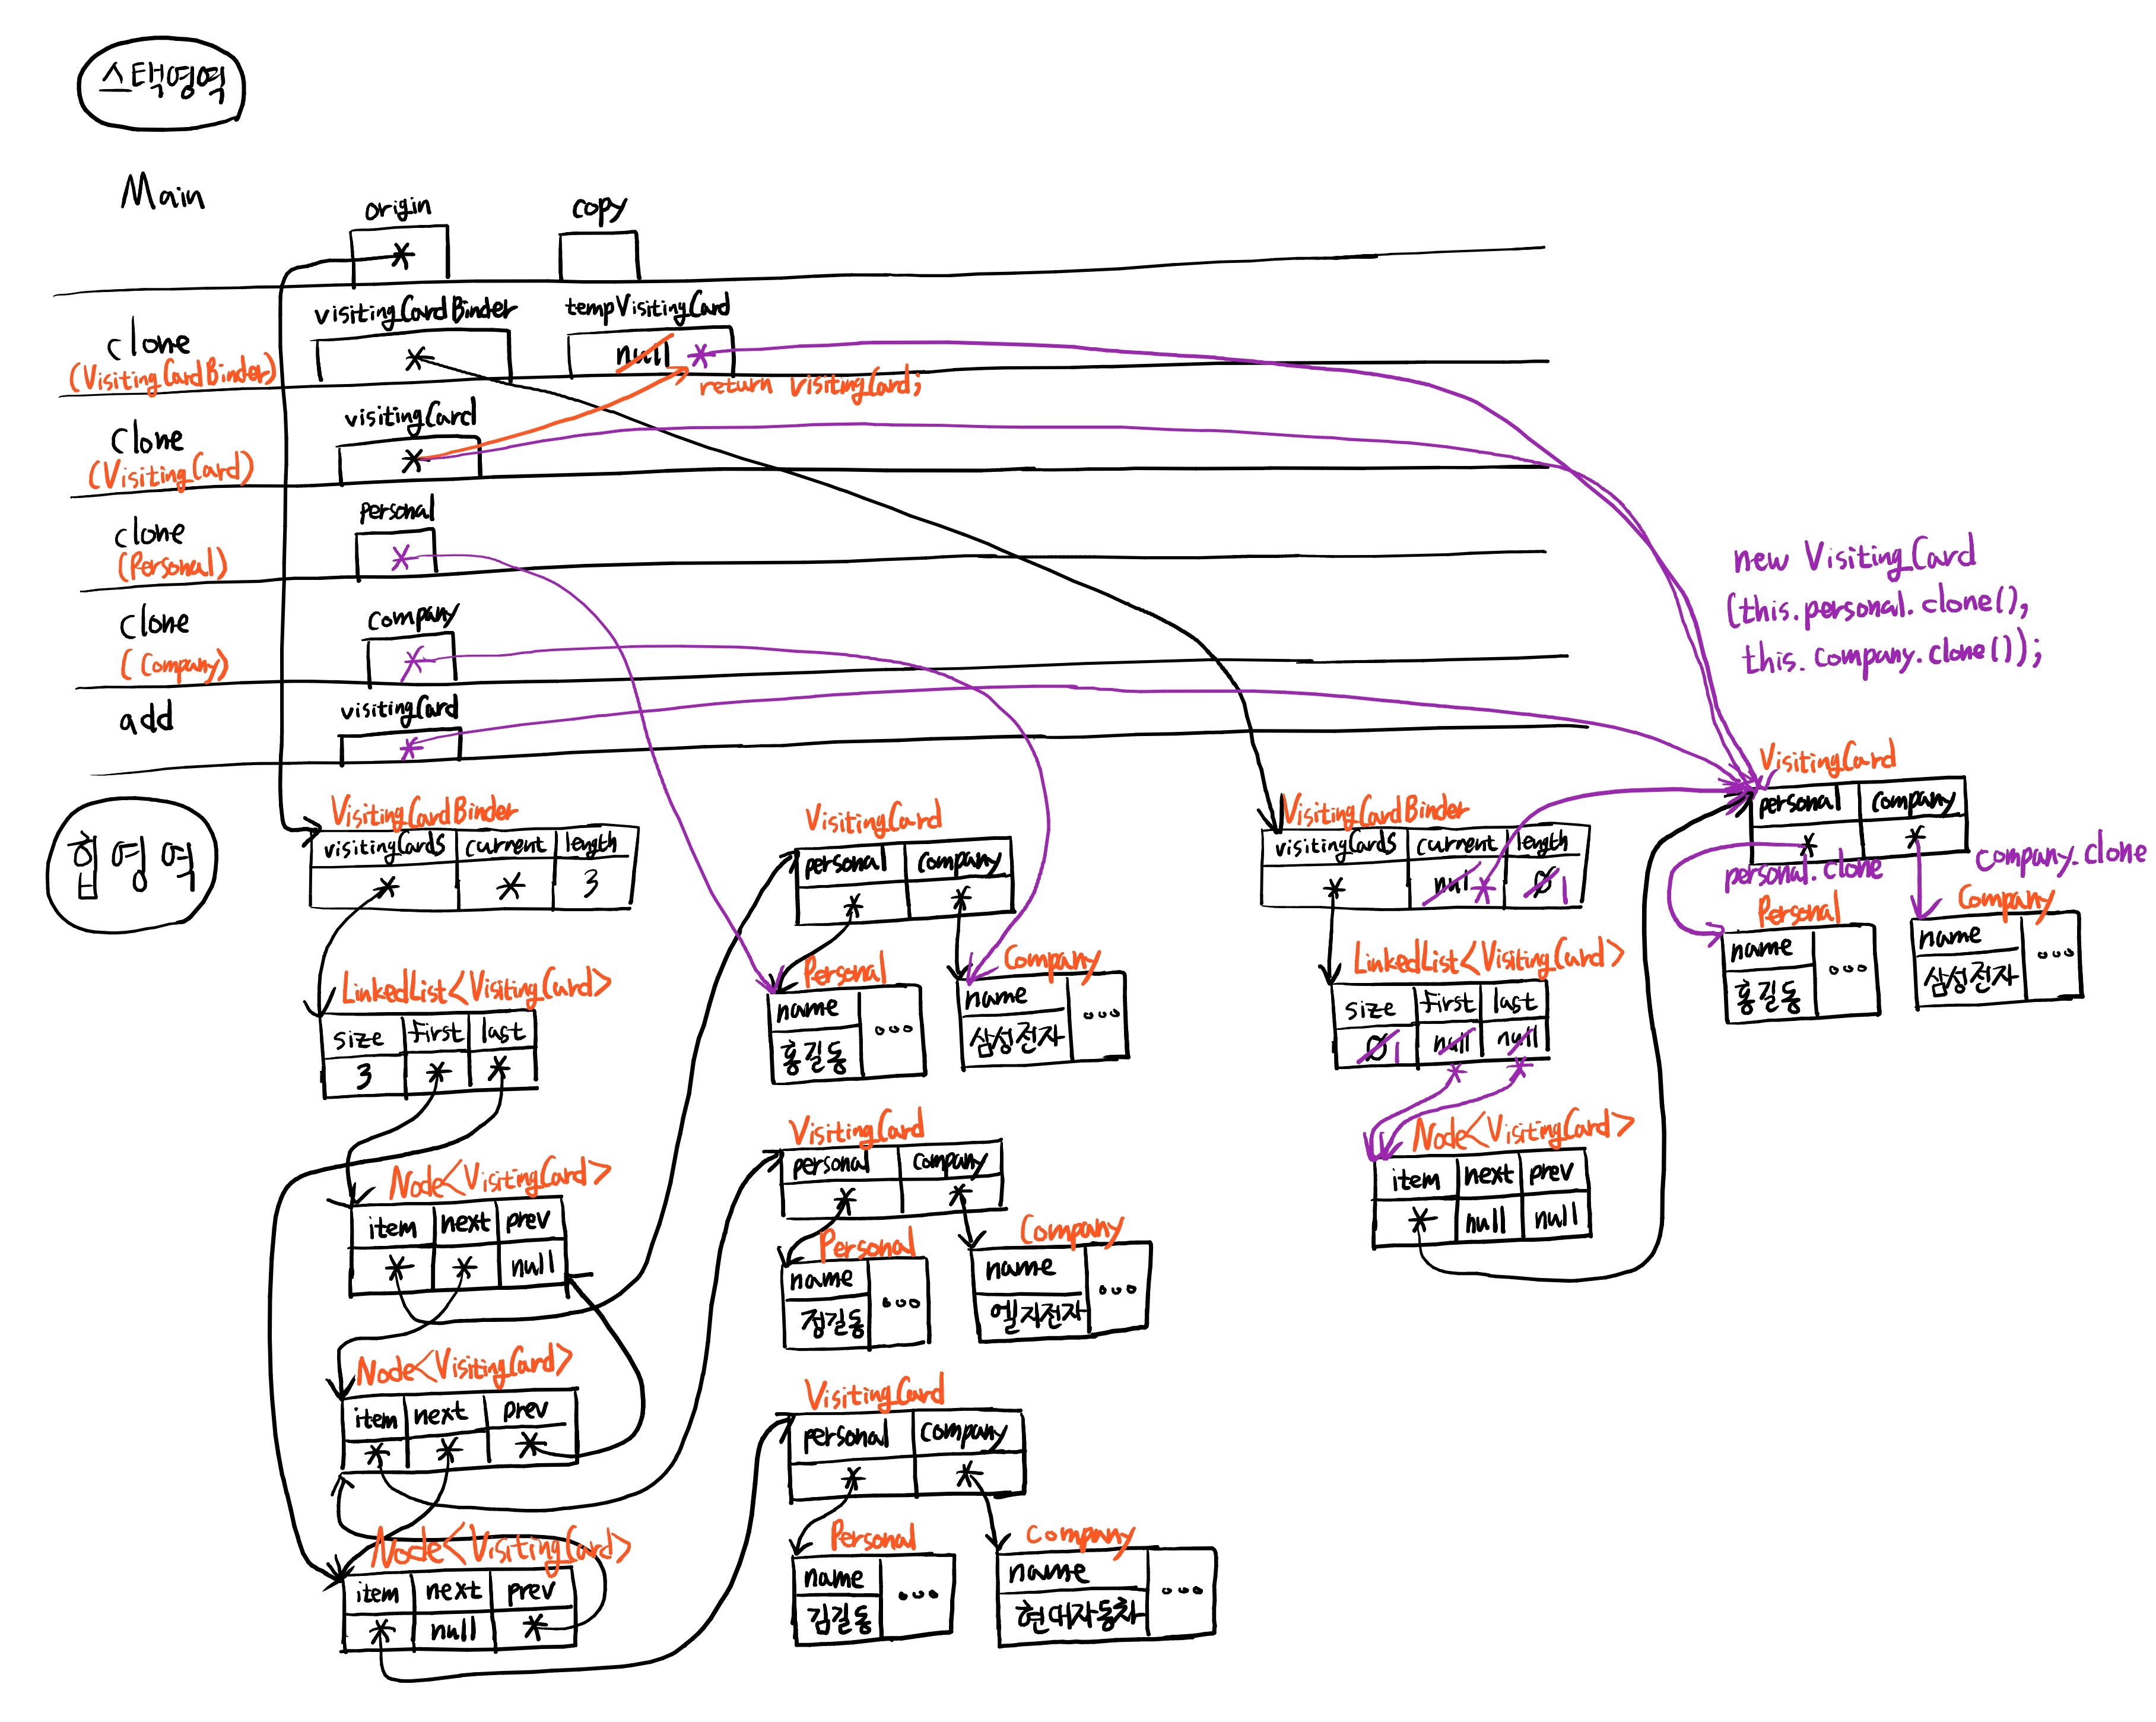 스택영역
Main
origin
copy
*
clone
(VisitingCardBinder)
visitingCardBinder
tempVisitingCard
*
null *
return visitingCard;
clone
(VisitingCard)
visitingCard
*
clone
(Personal)
personal
*
clone
(Company)
company
*
add
visitingCard
*
new VisitingCard
(this.personal.clone(),
this.company.clone());
힙영역
VisitingCardBinder
visitingCards current length
* * 3
LinkedList<VisitingCard>
size first last
3 * *
Node<VisitingCard>
item next prev
* * null
Node<VisitingCard>
item next prev
* * *
Node<VisitingCard>
item next prev
* null *
VisitingCard
personal company
* *
Personal
name
홍길동
Company
name
삼성전자
VisitingCard
personal company
* *
Personal
name
정길동
Company
name
엘지전자
VisitingCard
personal company
* *
Personal
name
김길동
Company
name
현대자동차
VisitingCardBinder
visitingCards current length
* null * 0 1
LinkedList<VisitingCard>
size first last
0 1 null null
* *
Node<VisitingCard>
item next prev
* null null
VisitingCard
personal company
* *
personal.clone
company.clone
Personal
name
홍길동
Company
name
삼성전자